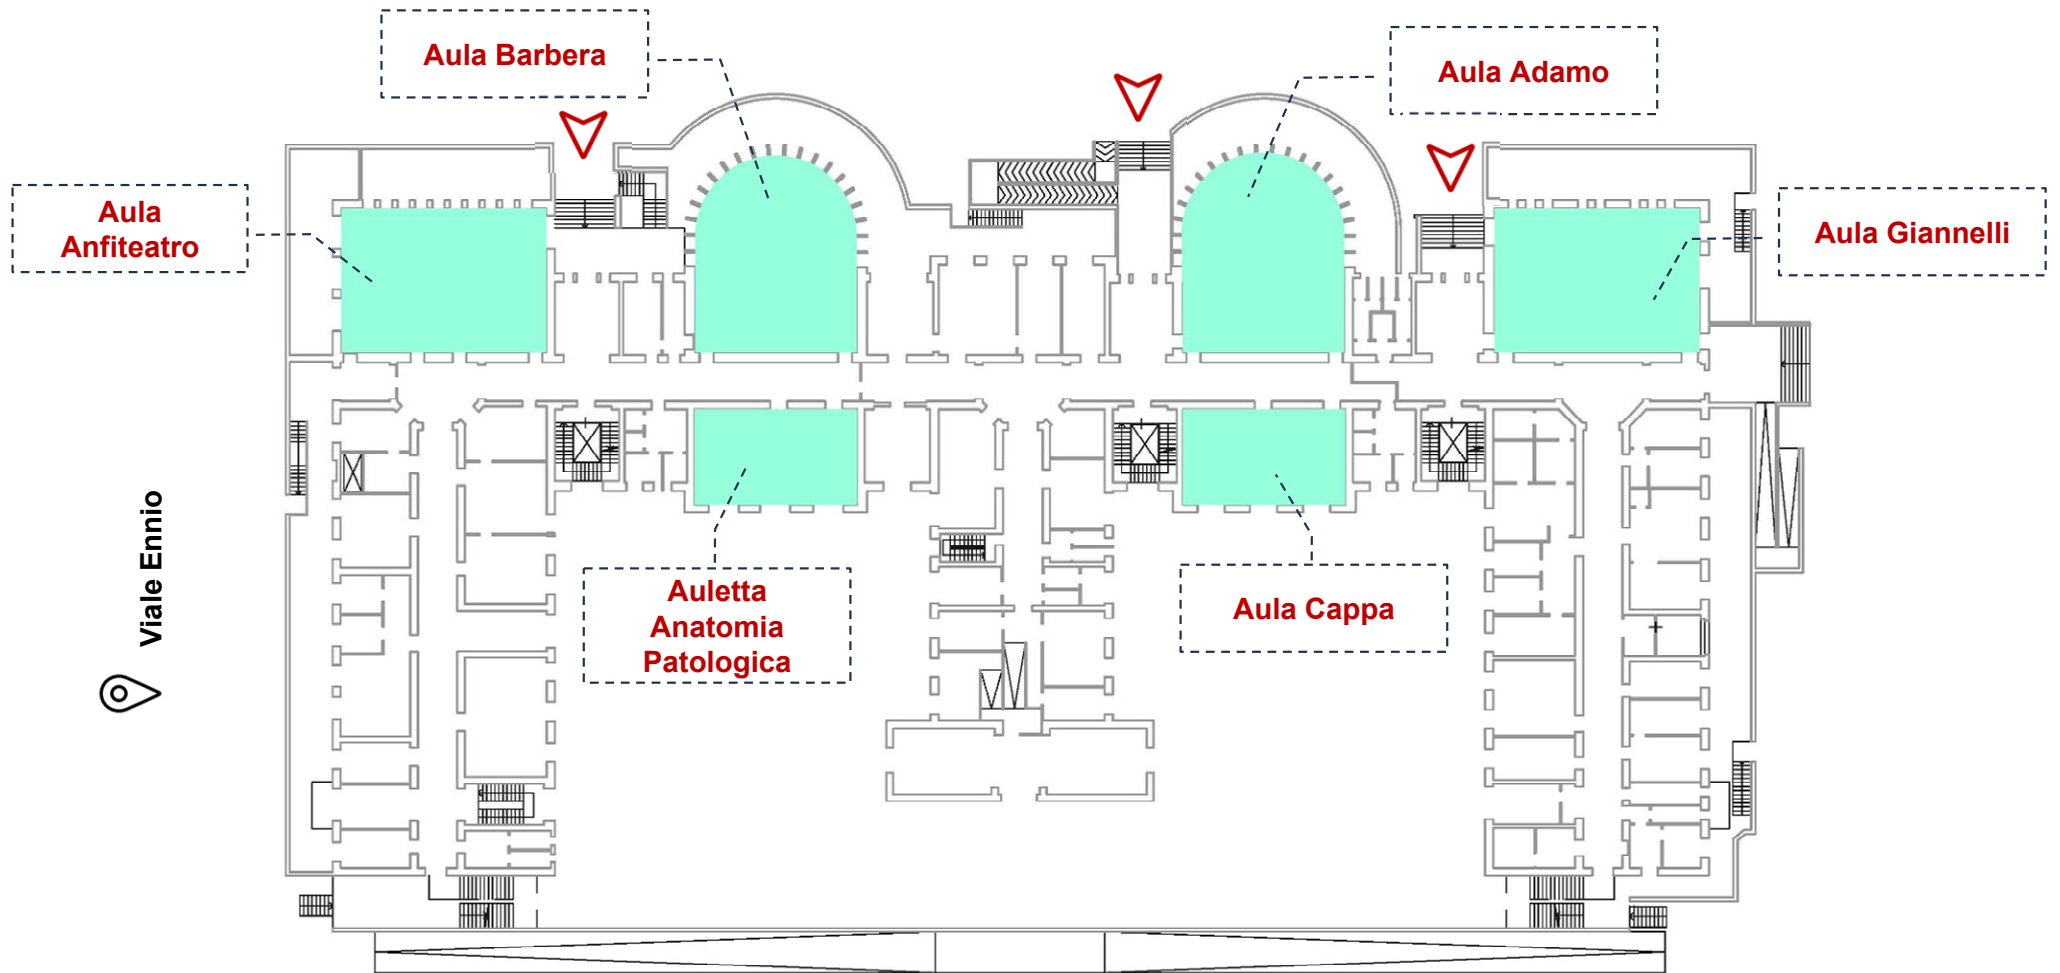 Aula Barbera
Aula Adamo
Aula
Anfiteatro
Aula Giannelli
Viale Ennio
Auletta
Anatomia
Patologica
Aula Cappa